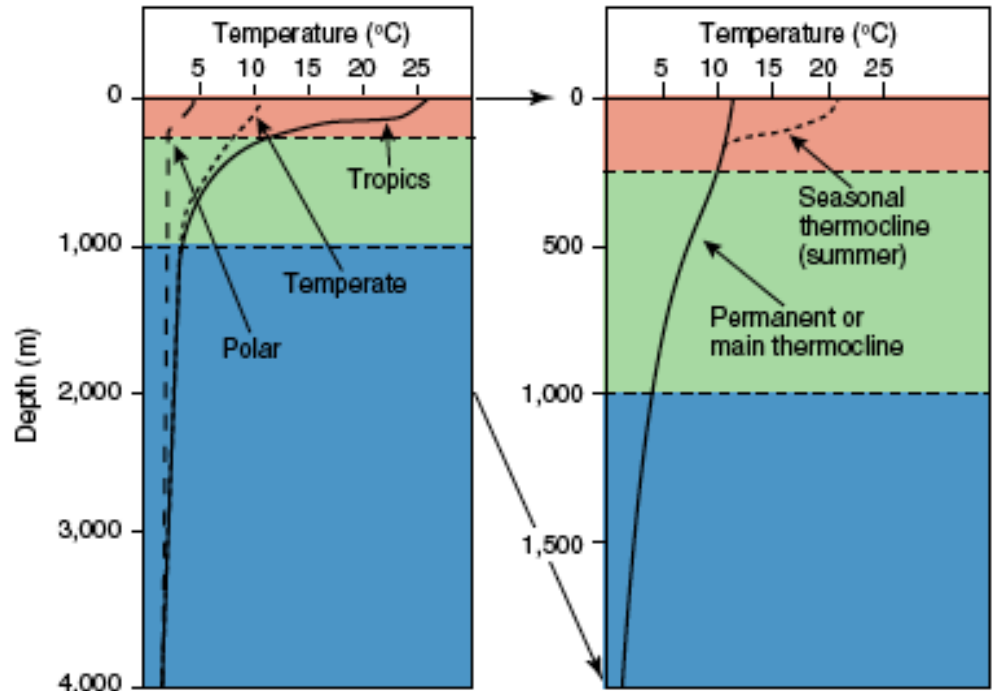 Temperature (°C)
5 10 15 20 25
0
1,000
2,000
3,000
4,000
Depth (m)
Tropics
Temperate
Polar
Temperature (°C)
5 10 15 20 25
0
500
1,000
1,500
Seasonal
thermocline
(summer)
Permanent or
main thermocline